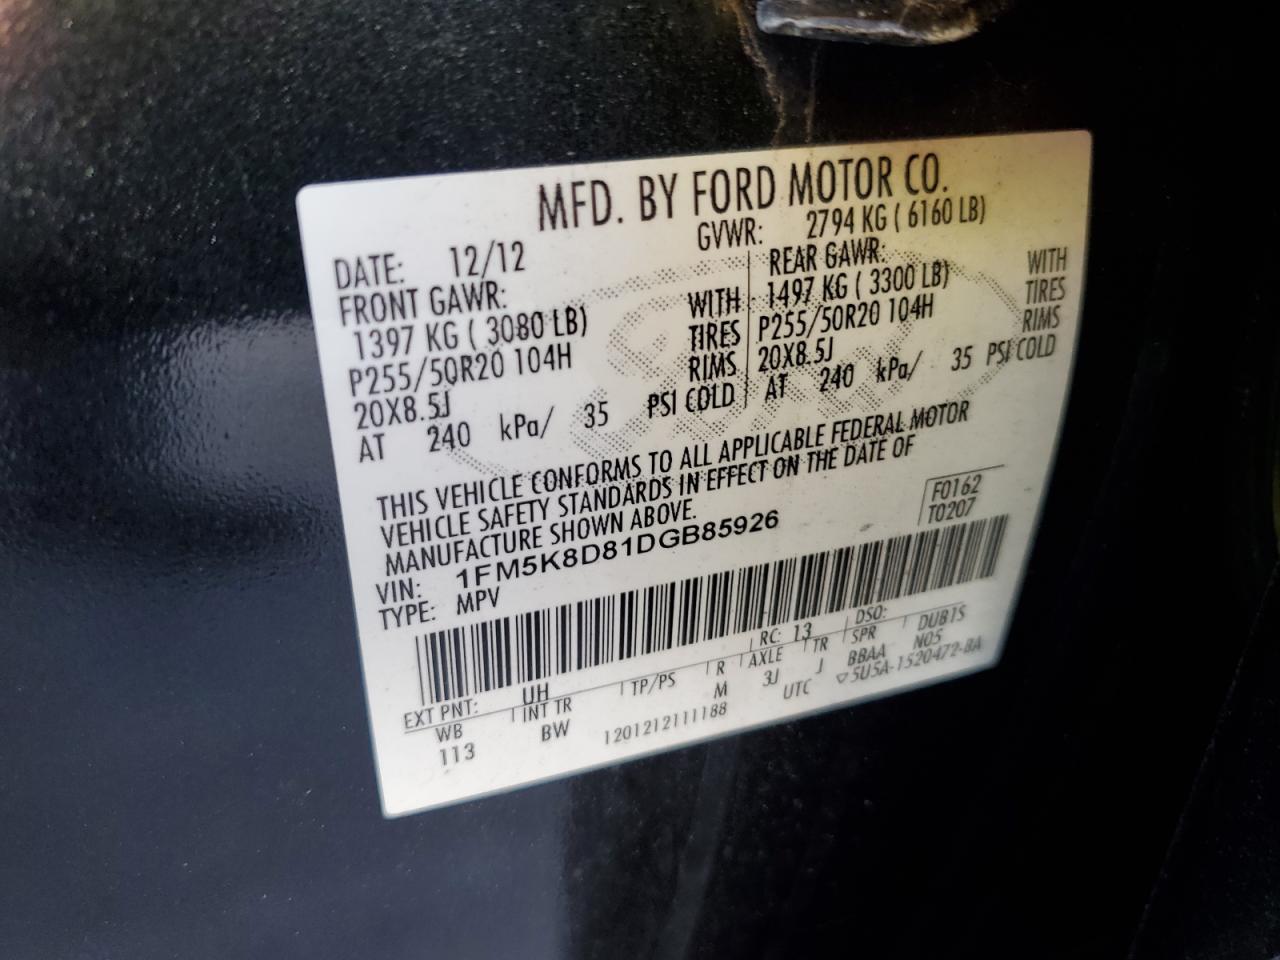 MFD. BY FORD MOTOR CO.
DATE: 12/12 GVWR: 2794 KG ( 6160 LB)
FRONT GAWR: REAR GAWR:
1397 KG ( 3080 LB) WITH 1497 KG ( 3300 LB) WITH
P255/50R20 104H TIRES P255/50R20 104H TIRES
20X8.5J RIMS 20X8.5J RIMS
AT 240 kPa/ 35 PSI COLD AT 240 kPa/ 35 PSI COLD
THIS VEHICLE CONFORMS TO ALL APPLICABLE FEDERAL MOTOR
VEHICLE SAFETY STANDARDS IN EFFECT ON THE DATE OF
MANUFACTURE SHOWN ABOVE.
F0162
T0207
VIN: 1FM5K8D81DGB85926
TYPE: MPV
EXT PNT: UH RC: 13 DSO:
WB INT TR TP/PS R AXLE TR SPR DUB1S
113 BW M 3J J BBAA N05
1201212111188 UTC ▽5U5A-1520472-BA